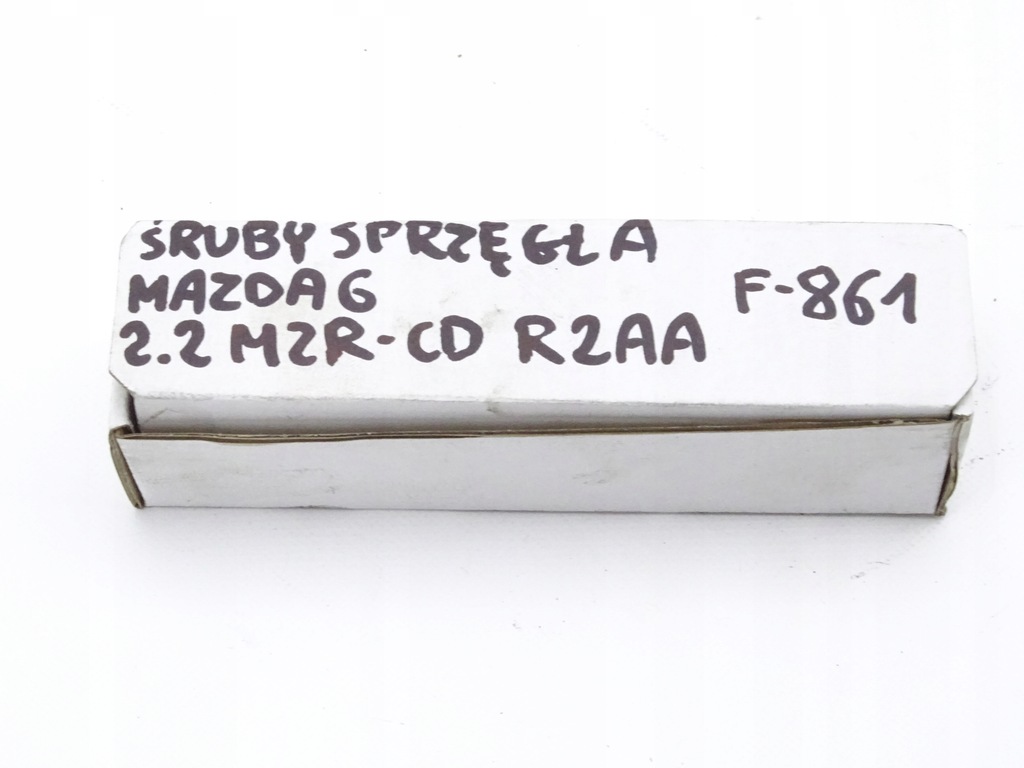 ŚRUBY SPRZĘGŁA
MAZDA 6
F-861
2.2 MZR-CD R2AA